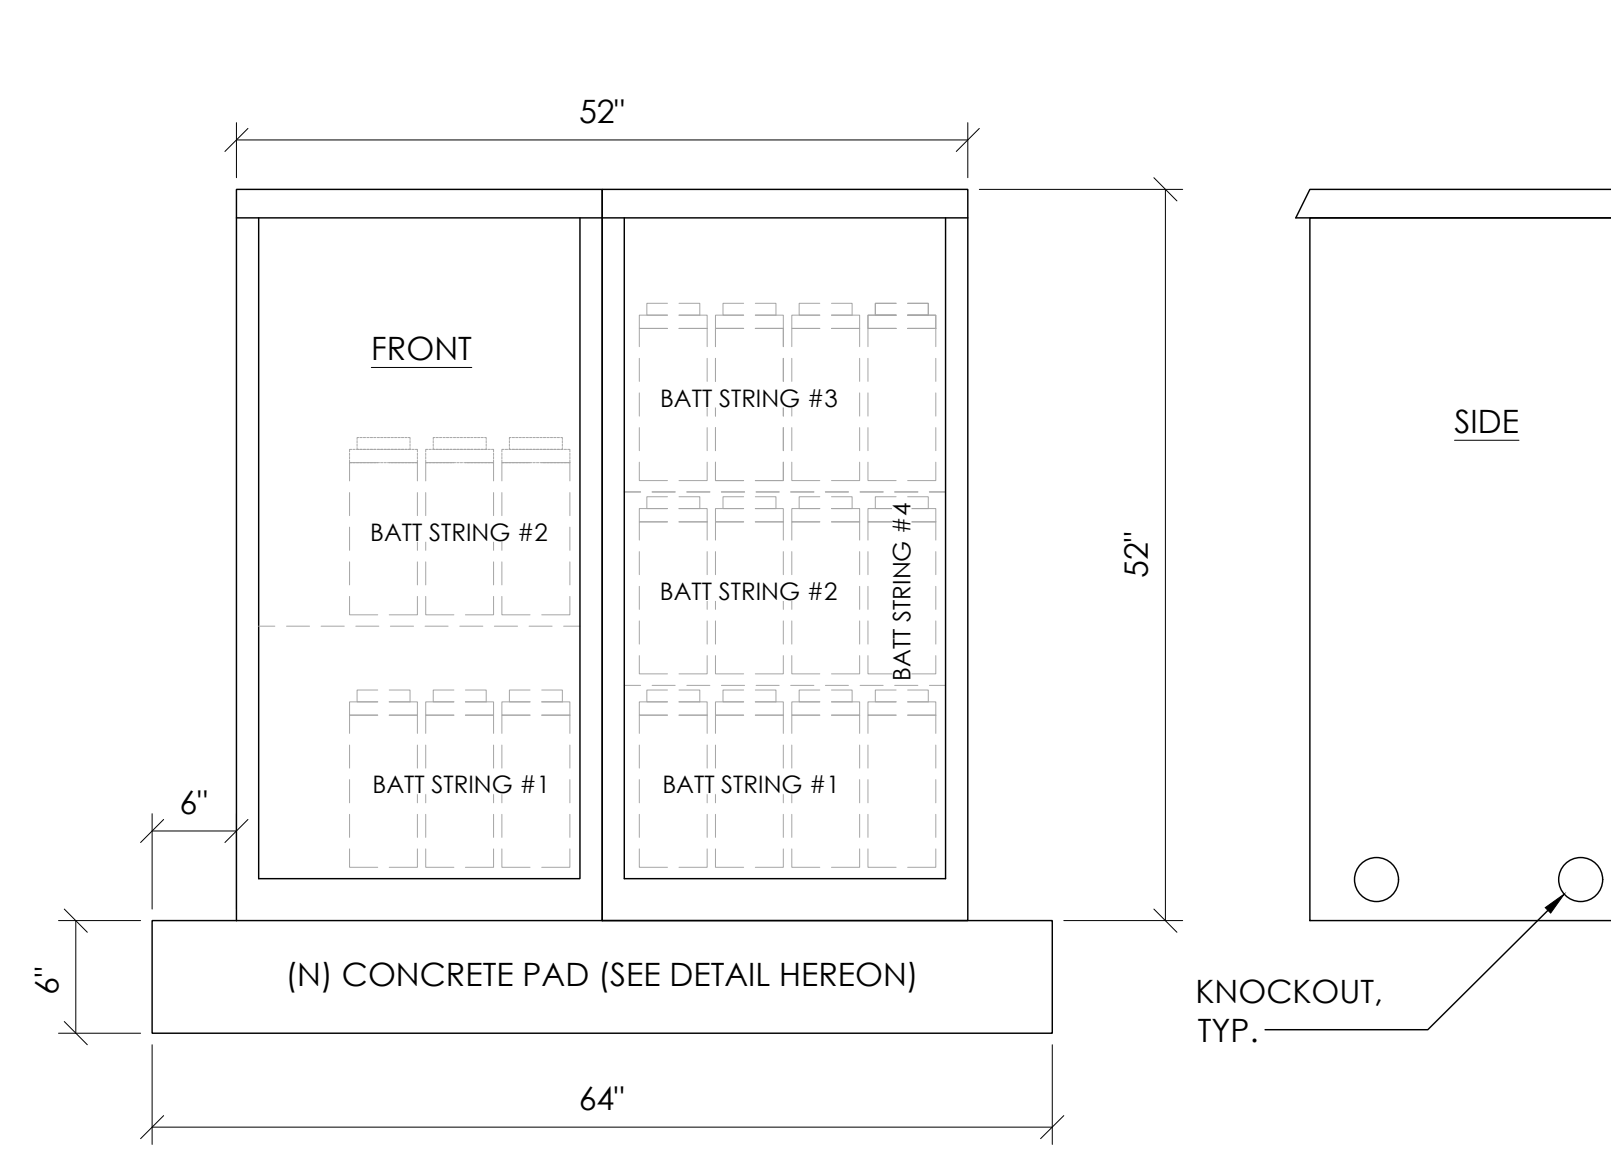 52"
FRONT
SIDE
BATT STRING #3
BATT STRING #2
BATT STRING #2
BATT STRING #4
52"
BATT STRING #1
BATT STRING #1
6"
6"
(N) CONCRETE PAD (SEE DETAIL HEREON)
KNOCKOUT,
TYP.
64"